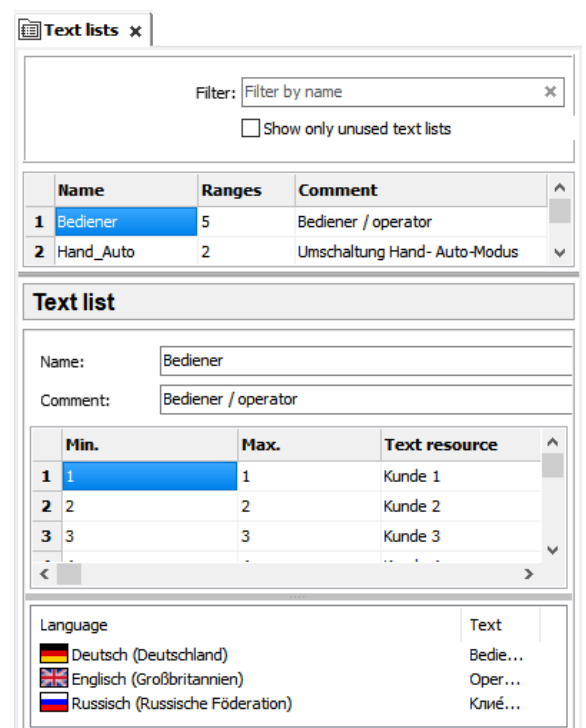 Text lists
Filter: Filter by name
Show only unused text lists
Name Ranges Comment
1 Bediener 5 Bediener / operator
2 Hand_Auto 2 Umschaltung Hand- Auto-Modus
Text list
Name: Bediener
Comment: Bediener / operator
Min. Max. Text resource
1 1 1 Kunde 1
2 2 2 Kunde 2
3 3 3 Kunde 3
Language Text
Deutsch (Deutschland) Bedie...
Englisch (Großbritannien) Oper...
Russisch (Russische Föderation) Клиé...